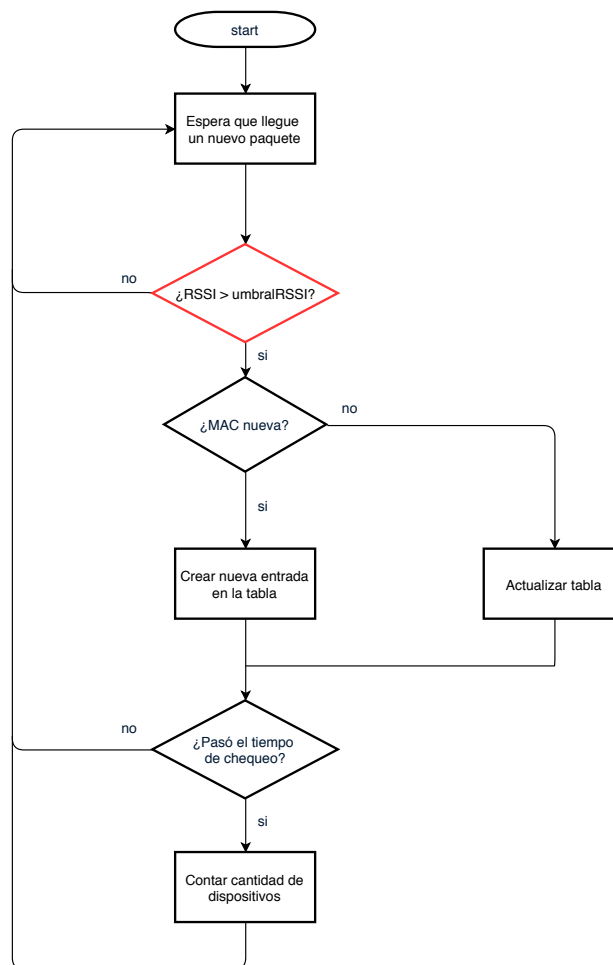 start
Espera que llegue
un nuevo paquete
no
¿RSSI > umbralRSSI?
si
¿MAC nueva?
no
si
Crear nueva entrada
en la tabla
Actualizar tabla
no
¿Pasó el tiempo
de chequeo?
si
Contar cantidad de
dispositivos